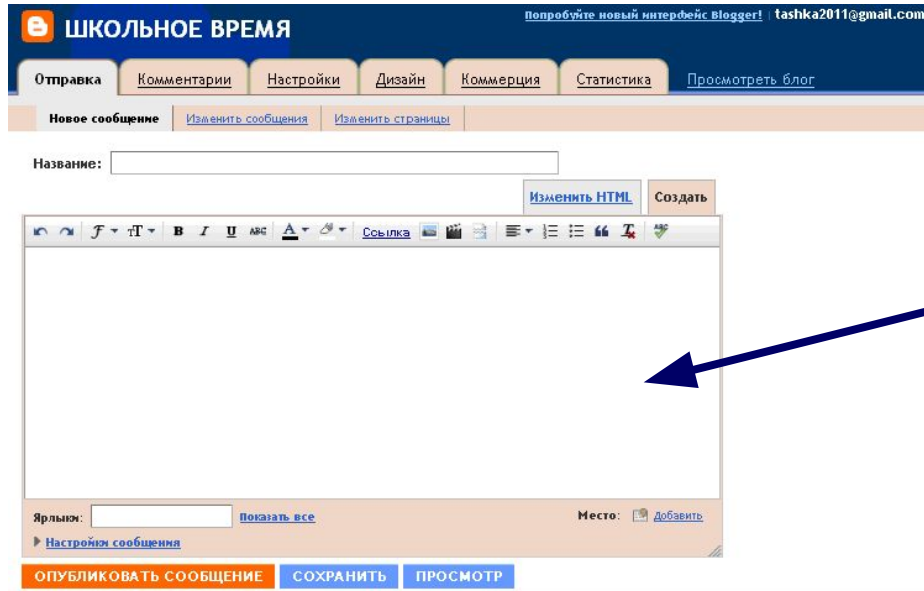 Попробуйте новый интерфейс Blogger! tashka2011@gmail.com
ШКОЛЬНОЕ ВРЕМЯ
Отправка Комментарии Настройки Дизайн Коммерция Статистика Просмотреть блог
Новое сообщение Изменить сообщения Изменить страницы
Название:
Изменить HTML Создать
F T B I U ABC A Ссылка ABC
Ярлыки: Показать все Место: Добавить
Настройки сообщения
ОПУБЛИКОВАТЬ СООБЩЕНИЕ СОХРАНИТЬ ПРОСМОТР